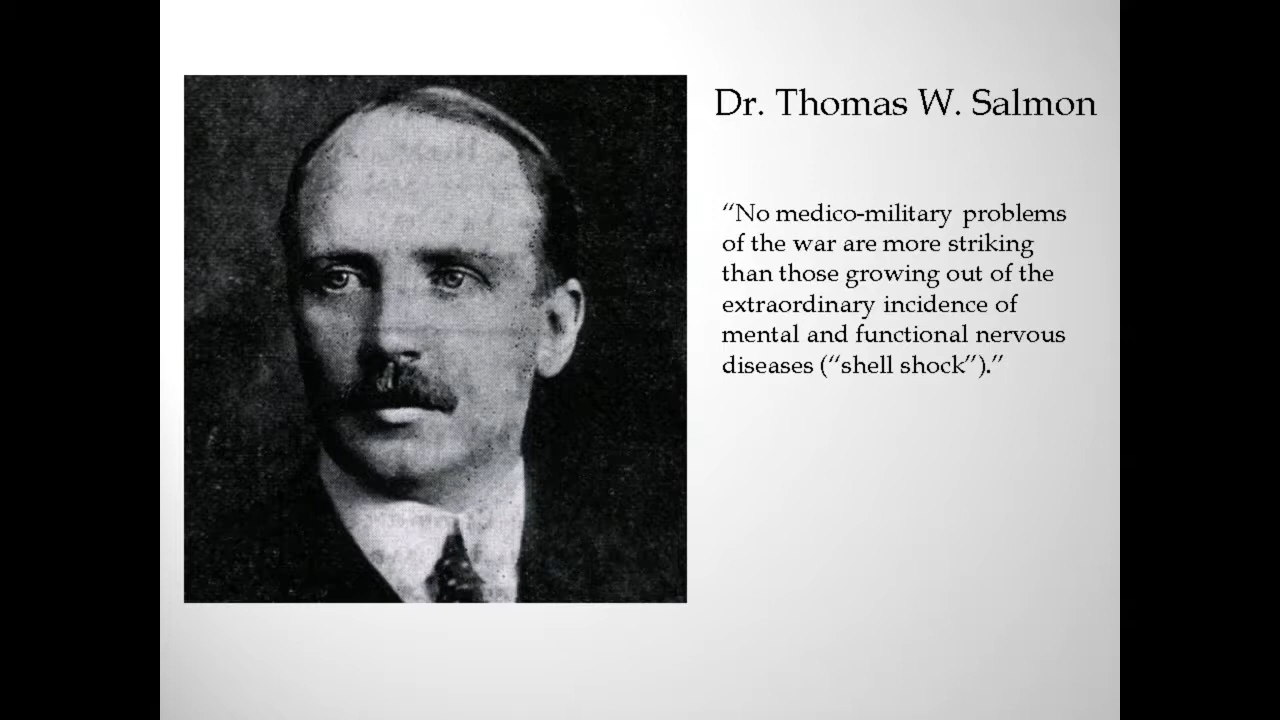 Dr. Thomas W. Salmon
“No medico-military problems
of the war are more striking
than those growing out of the
extraordinary incidence of
mental and functional nervous
diseases (“shell shock”).”